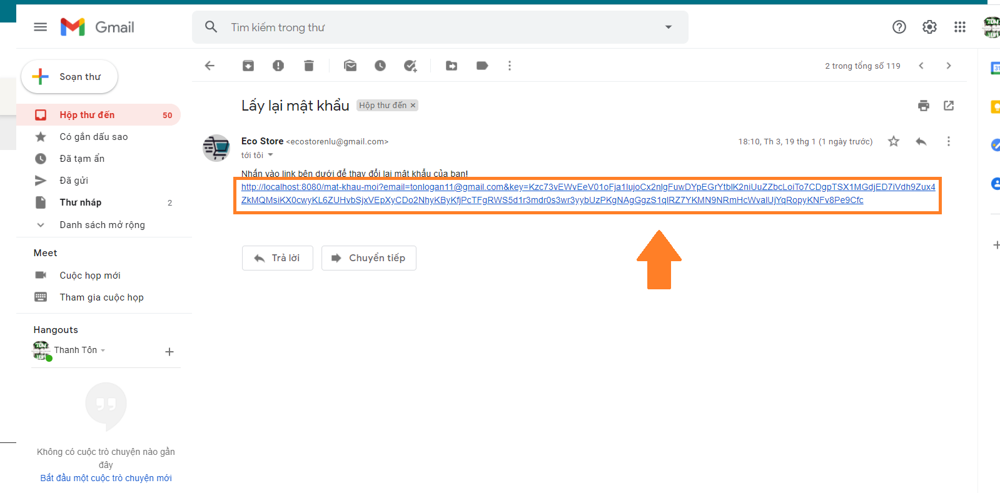 Gmail
Tìm kiếm trong thư
Soạn thư
2 trong tổng số 119
Hộp thư đến 50
Có gắn dấu sao
Đã tạm ẩn
Đã gửi
Thư nháp 2
Danh sách mở rộng
Meet
Cuộc họp mới
Tham gia cuộc họp
Hangouts
Thanh Tôn
Không có cuộc trò chuyện nào gần
đây
Bắt đầu một cuộc trò chuyện mới
Lấy lại mật khẩu Hộp thư đến ×
Eco Store <ecostorenlu@gmail.com> 18:10, Th 3, 19 thg 1 (1 ngày trước)
tới tôi
Nhấn vào link bên dưới để thay đổi lại mật khẩu của bạn!
http://localhost:8080/mat-khau-moi?email=tonlogan11@gmail.com&key=Kzc73vEWvEeV01oFja1lujoCx2nlgFuwDYpEGrYtblK2niUuZZbcLoiTo7CDgpTSX1MGdjED7iVdh9Zux4
ZkMQMsiKX0cwyKL6ZUHvbSjxVEpXyCDo2NhyKByKfjPcTFgRWS5d1r3mdr0s3wr3yybUzPKgNAgGgzS1qlRZ7YKMN9NRmHcWvalUjYqRopyKNFv8Pe9Cfc
Trả lời
Chuyển tiếp